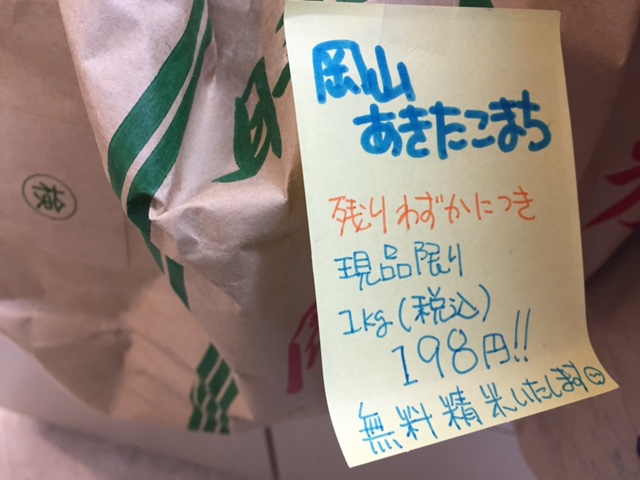 岡山
あきたこまち
残りわずかにつき
現品限り
1kg(税込)
198円!!
無料精米いたします
検